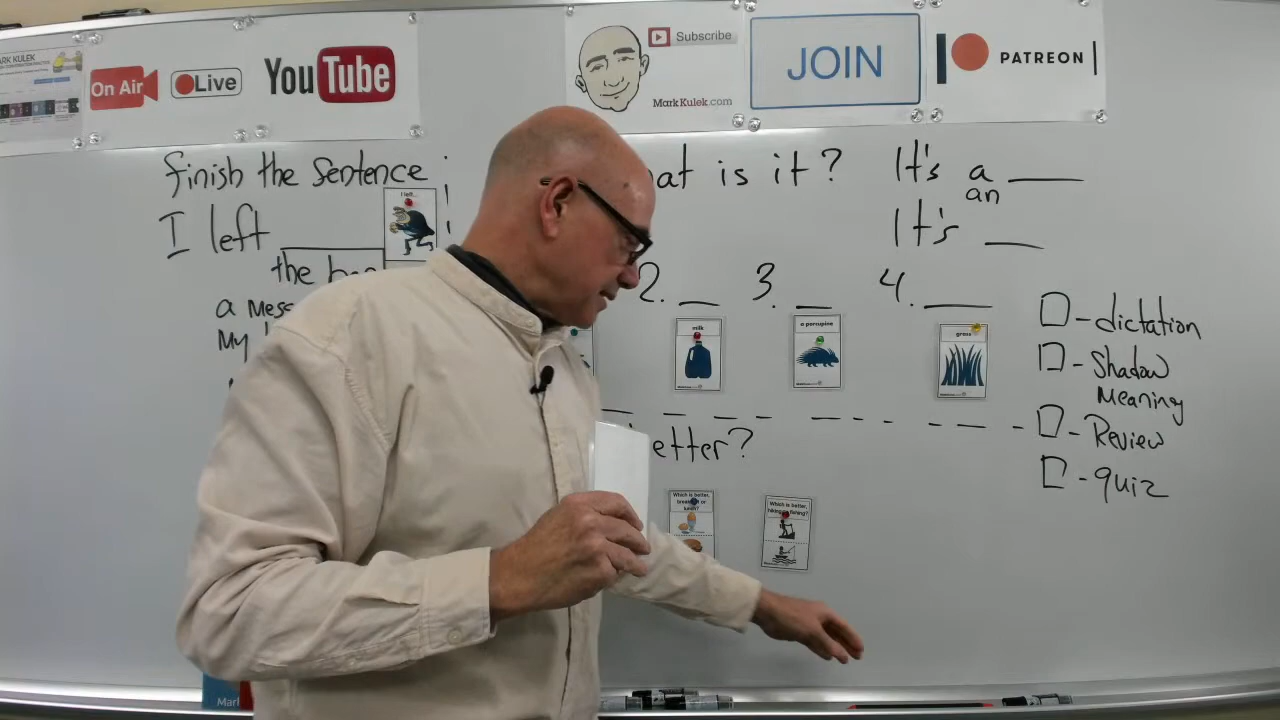 MARK KULEK
On Air
Live
YouTube
Subscribe
MarkKulek.com
JOIN
PATREON
finish the Sentence
I left
I left
the
a
My
at is it?
It's a
an
It's
2.
3.
4.
milk
a porcupine
grass
- dictation
- Shadow
Meaning
- Review
- quiz
etter?
Which is better,
or
lunch?
Which is better,
fishing?